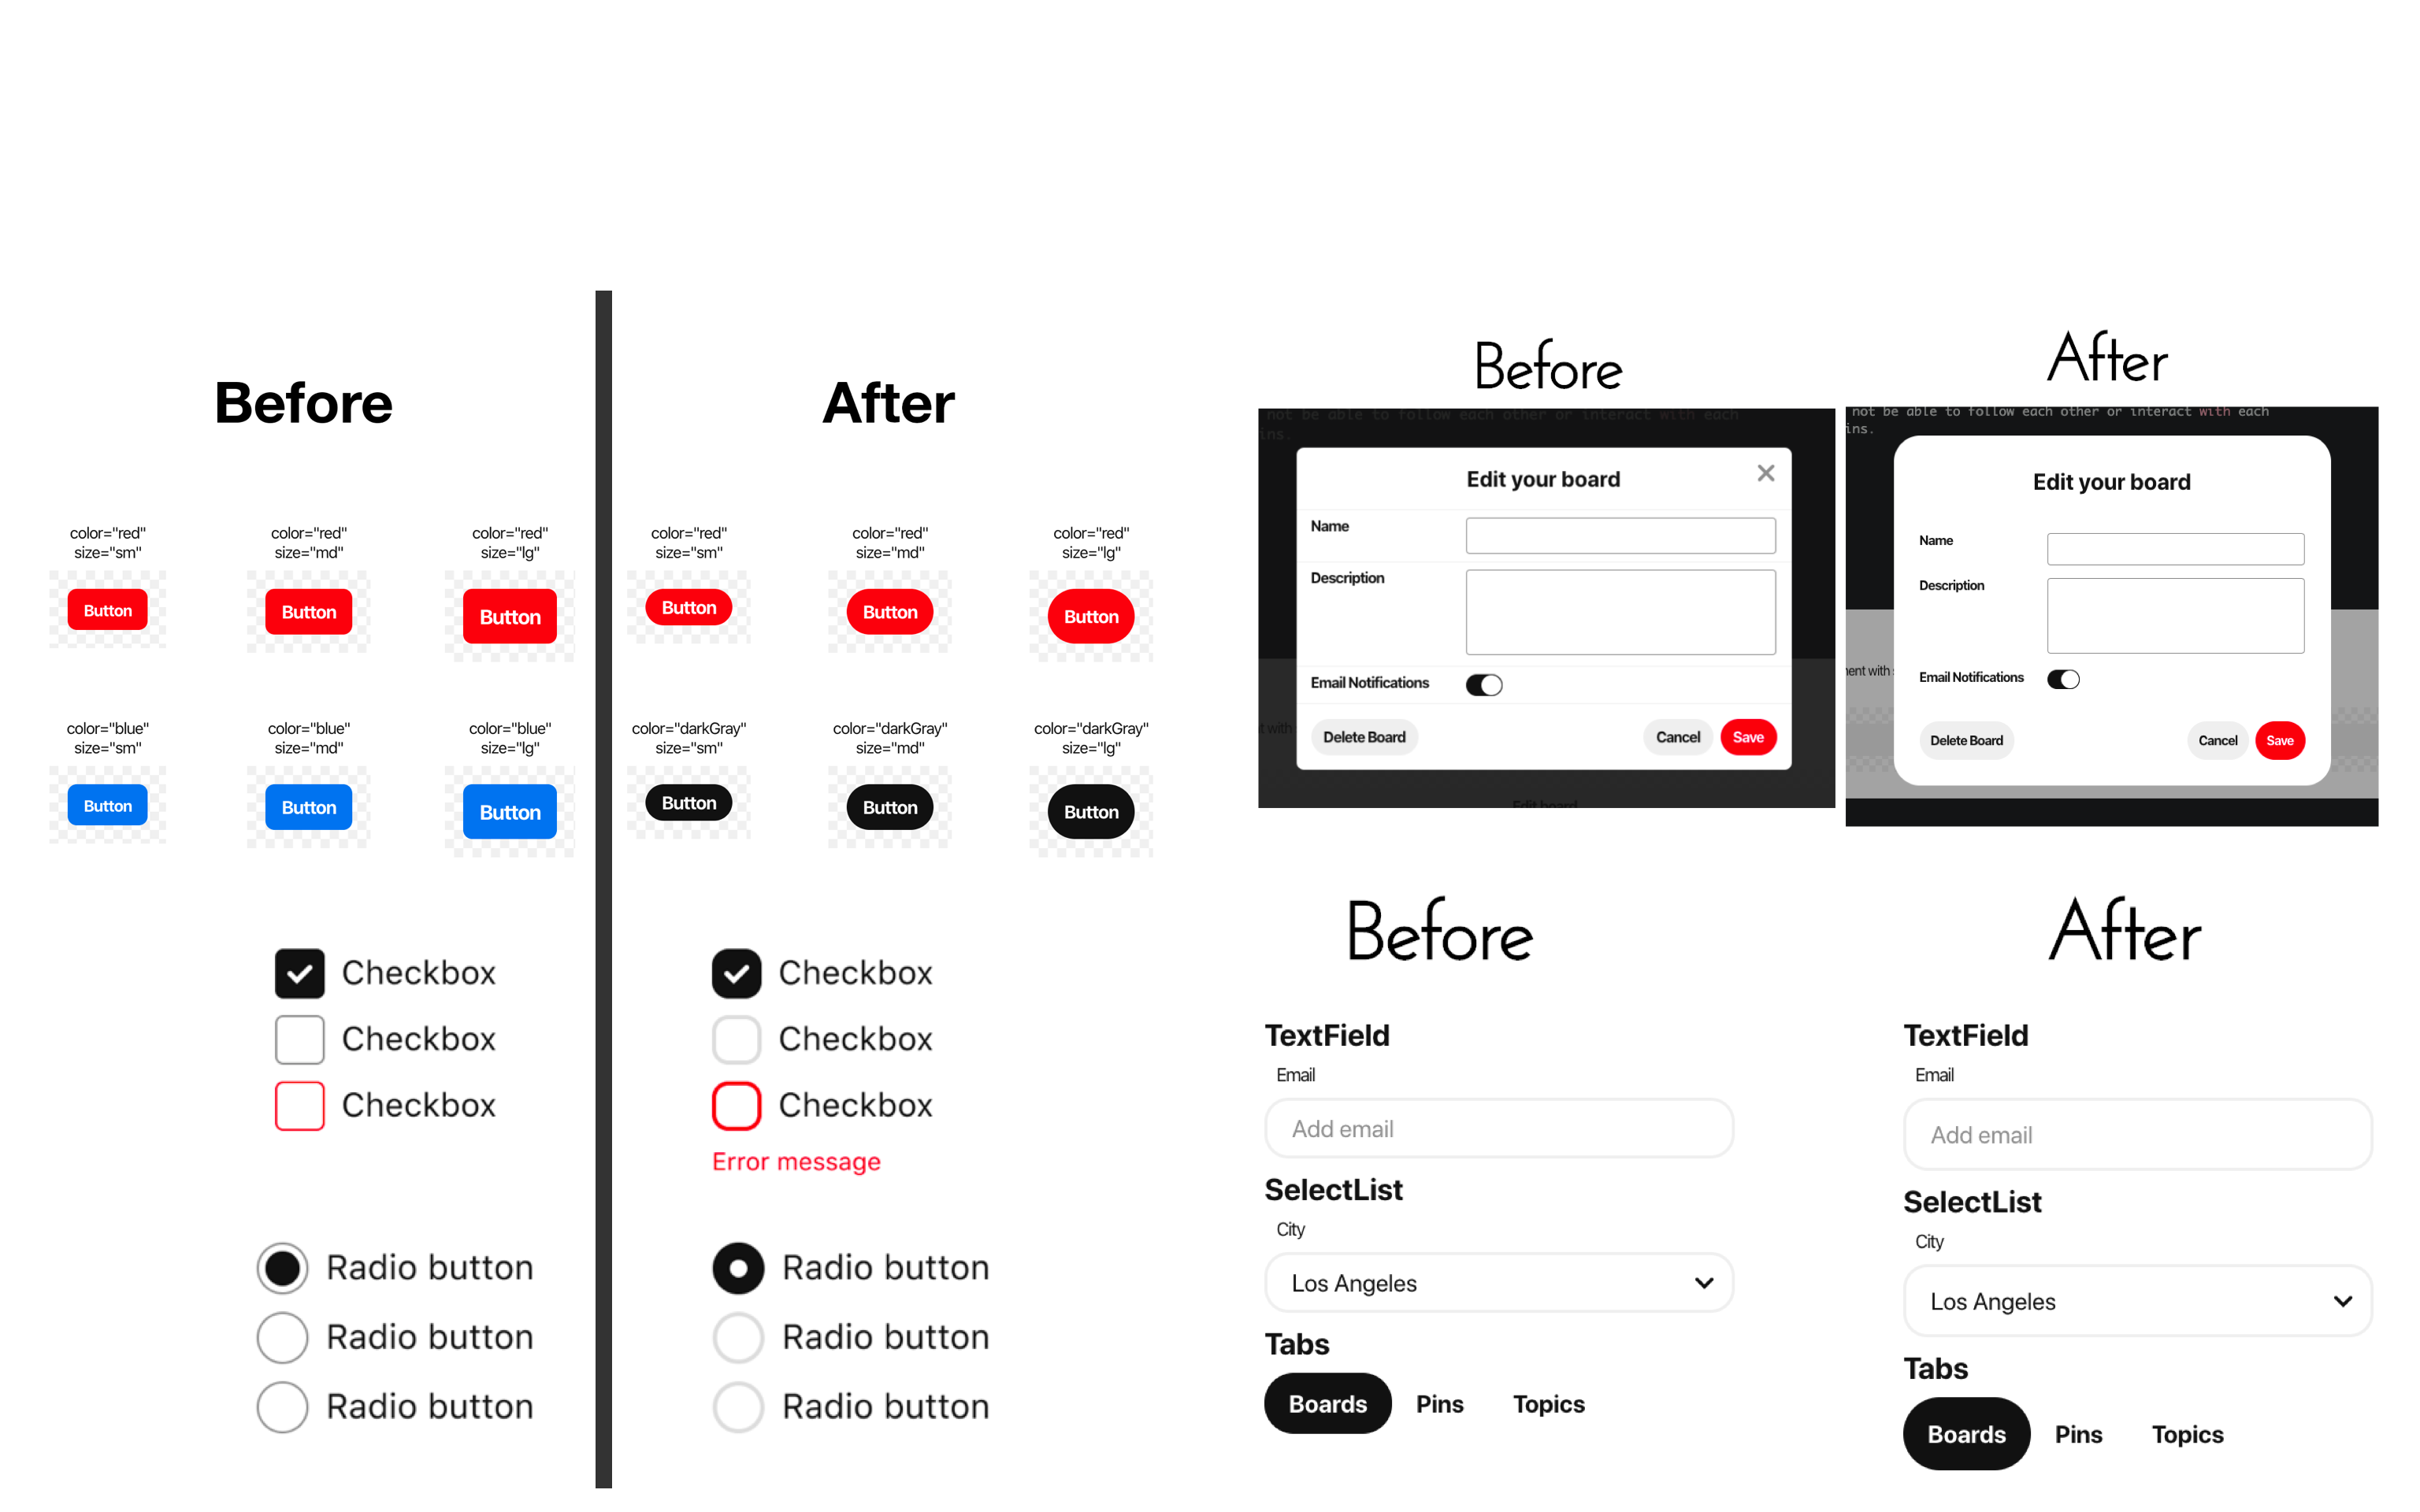 Before
After
color="red"
size="sm"
color="red"
size="md"
color="red"
size="lg"
color="red"
size="sm"
color="red"
size="md"
color="red"
size="lg"
Button
Button
Button
Button
Button
Button
color="blue"
size="sm"
color="blue"
size="md"
color="blue"
size="lg"
color="darkGray"
size="sm"
color="darkGray"
size="md"
color="darkGray"
size="lg"
Button
Button
Button
Button
Button
Button
Checkbox
Checkbox
Checkbox
Checkbox
Checkbox
Checkbox
Error message
Radio button
Radio button
Radio button
Radio button
Radio button
Radio button
Before
not be able to follow each other or interact with each
ins.
Edit your board
Name
Description
Email Notifications
t with
Delete Board
Cancel
Save
Edit board
After
not be able to follow each other or interact with each
ins.
Edit your board
Name
Description
ent with
Email Notifications
Delete Board
Cancel
Save
Before
TextField
Email
Add email
SelectList
City
Los Angeles
Tabs
Boards
Pins
Topics
After
TextField
Email
Add email
SelectList
City
Los Angeles
Tabs
Boards
Pins
Topics